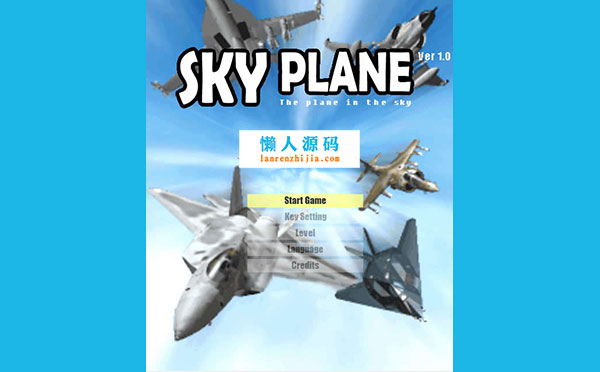 SKY PLANE
Ver 1.0
The plane in the sky
懒人源码
lanrenzhijia.com
Start Game
Key Setting
Level
Language
Credits